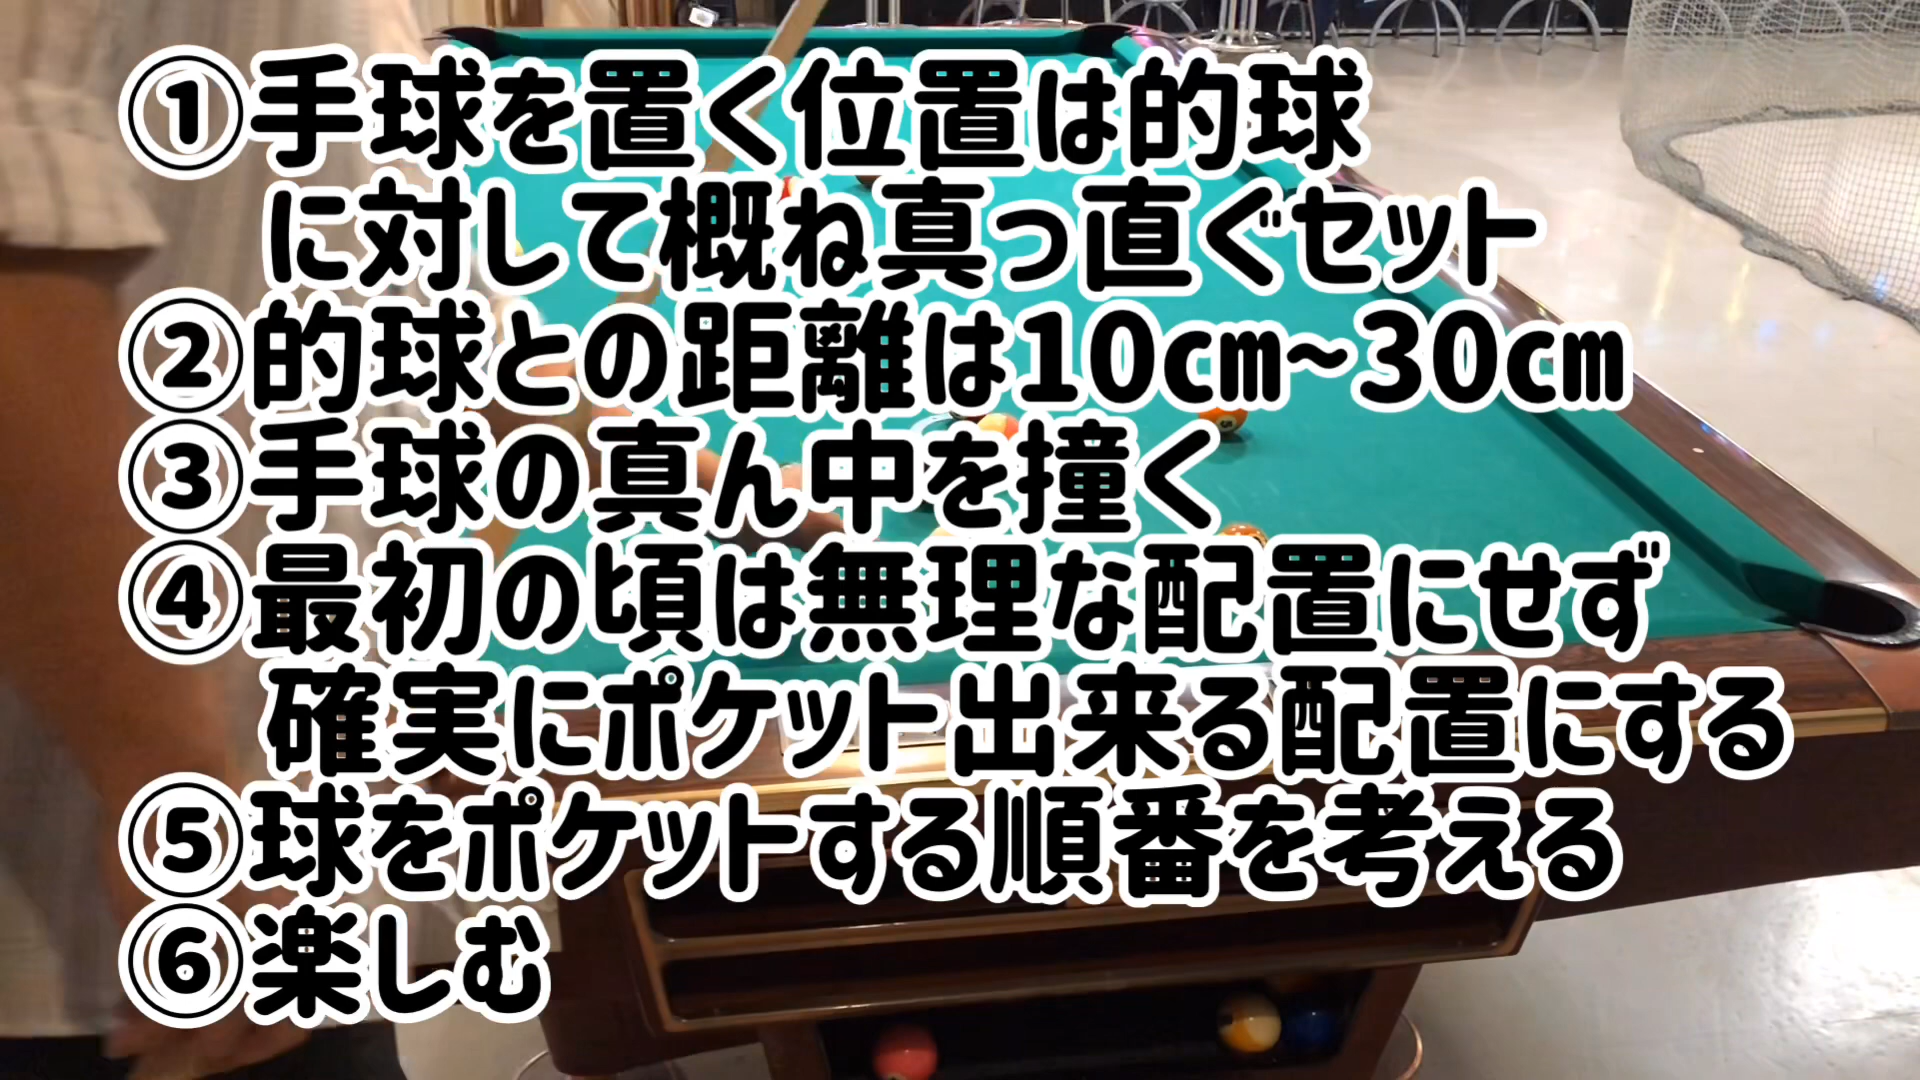 ①手球を置く位置は的球
に対して概ね真っ直ぐセット
②的球との距離は10㎝~30㎝
③手球の真ん中を撞く
④最初の頃は無理な配置にせず
確実にポケット出来る配置にする
⑤球をポケットする順番を考える
⑥楽しむ
5